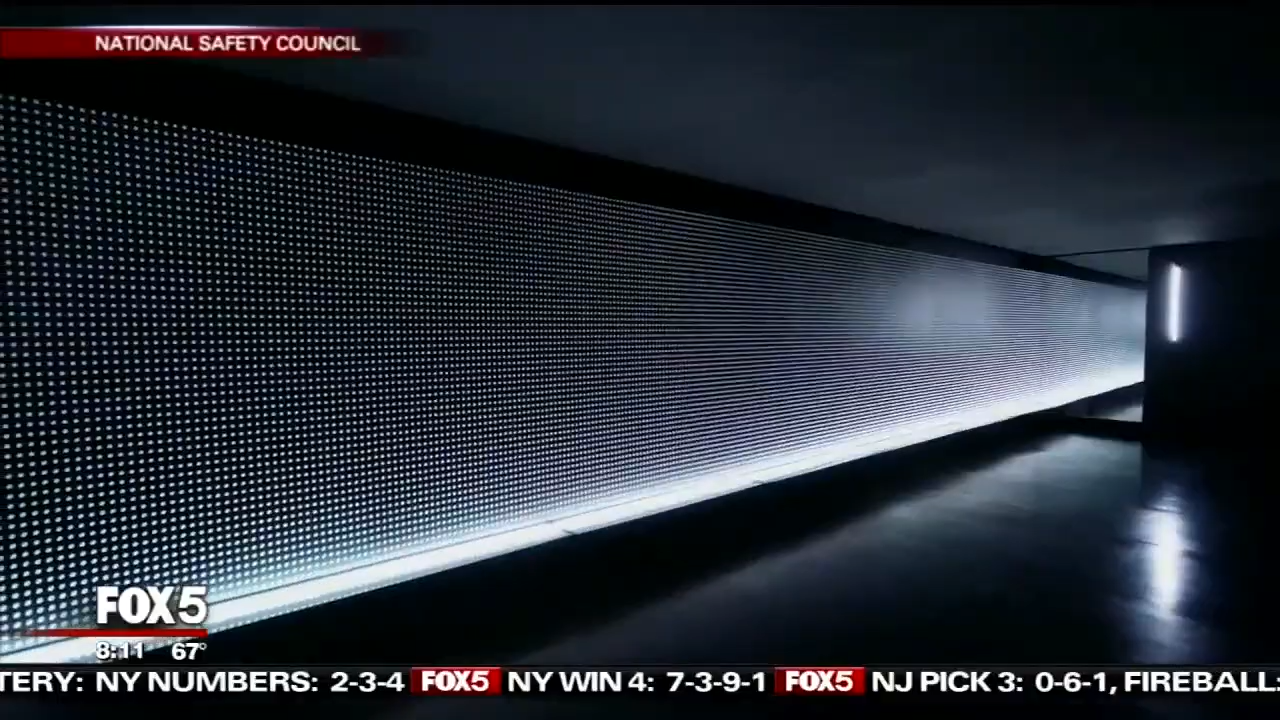 NATIONAL SAFETY COUNCIL
FOX5
8:11 67°
TERY: NY NUMBERS: 2-3-4 FOX5 NY WIN 4: 7-3-9-1 FOX5 NJ PICK 3: 0-6-1, FIREBALL: